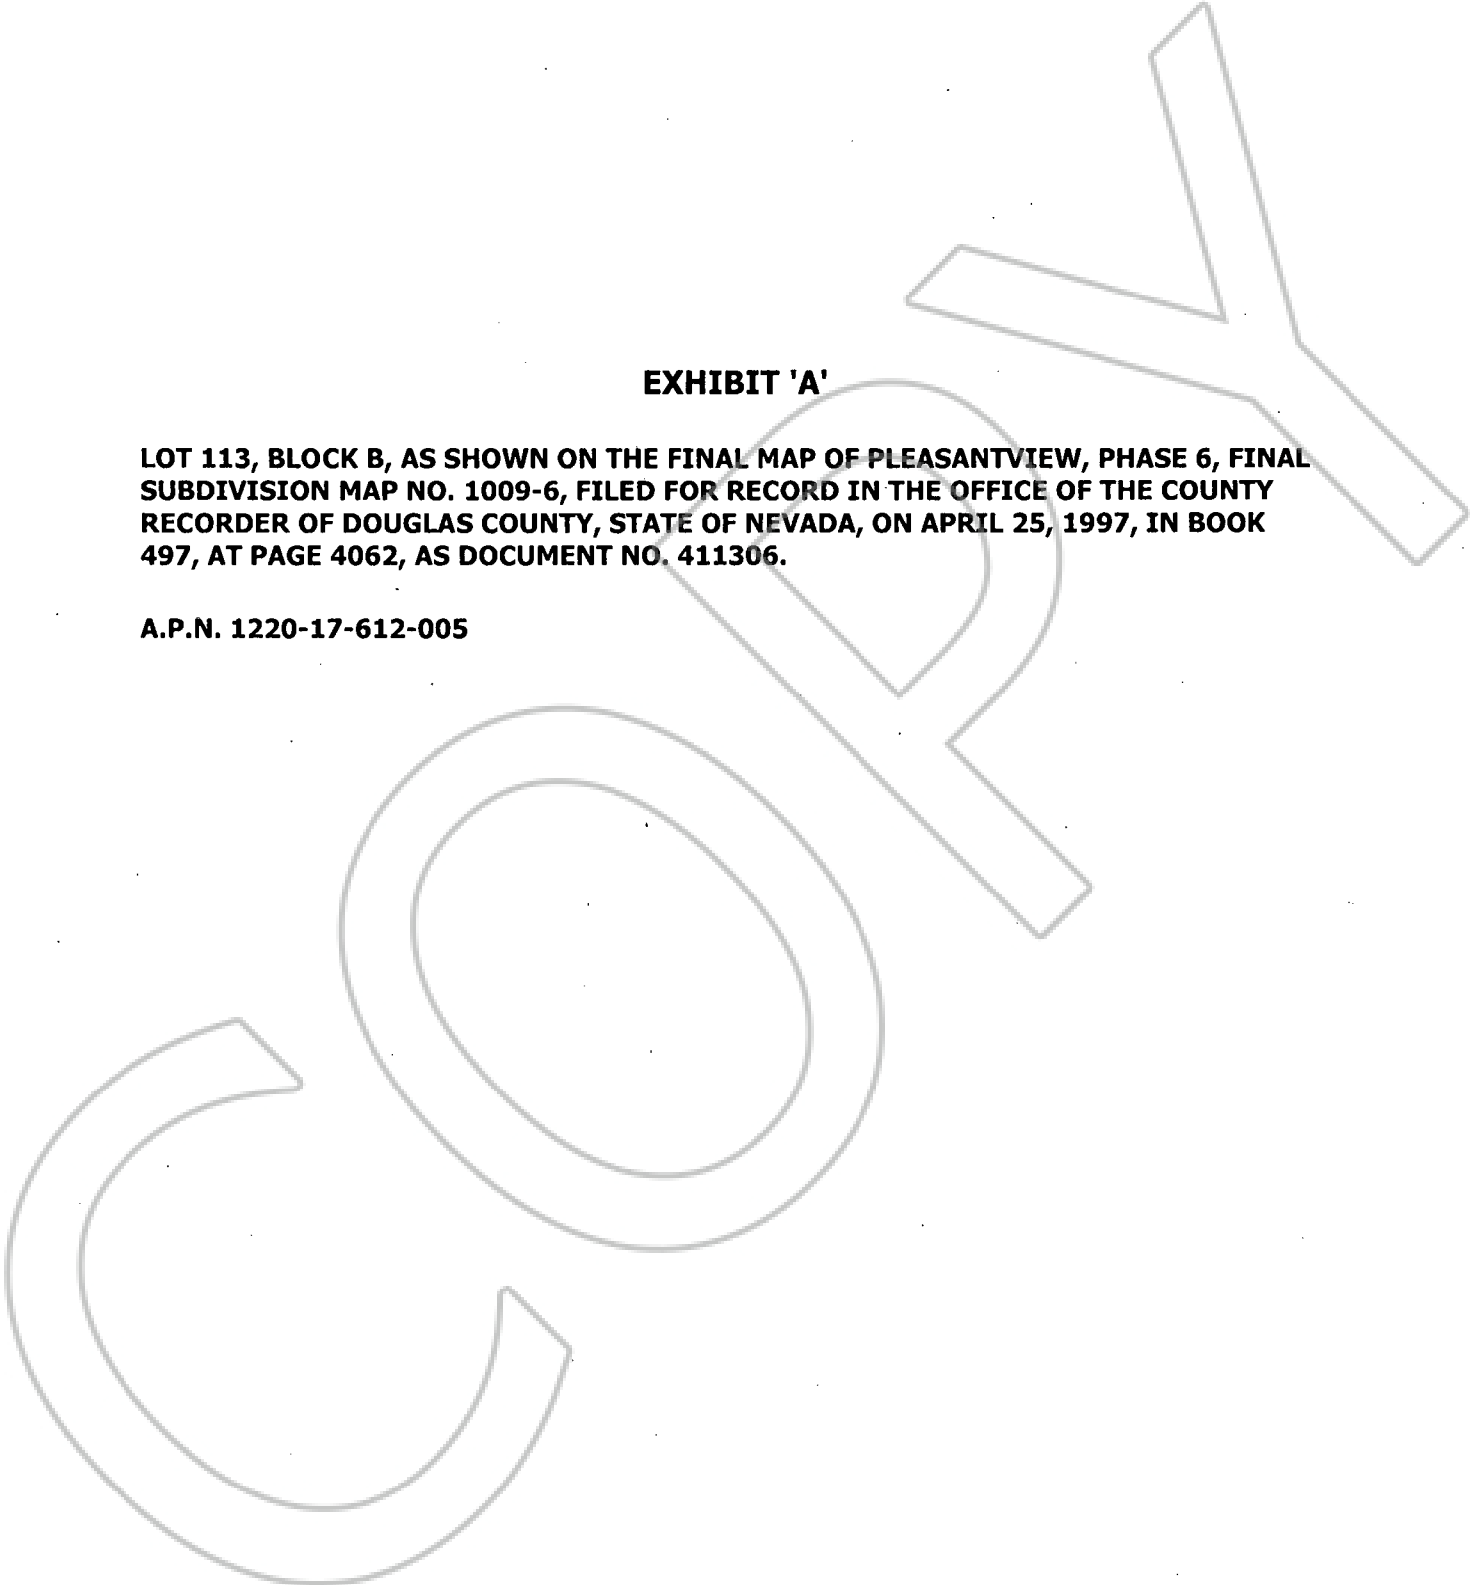 EXHIBIT 'A'
LOT 113, BLOCK B, AS SHOWN ON THE FINAL MAP OF PLEASANTVIEW, PHASE 6, FINAL
SUBDIVISION MAP NO. 1009-6, FILED FOR RECORD IN THE OFFICE OF THE COUNTY
RECORDER OF DOUGLAS COUNTY, STATE OF NEVADA, ON APRIL 25, 1997, IN BOOK
497, AT PAGE 4062, AS DOCUMENT NO. 411306.
A.P.N. 1220-17-612-005
COPY